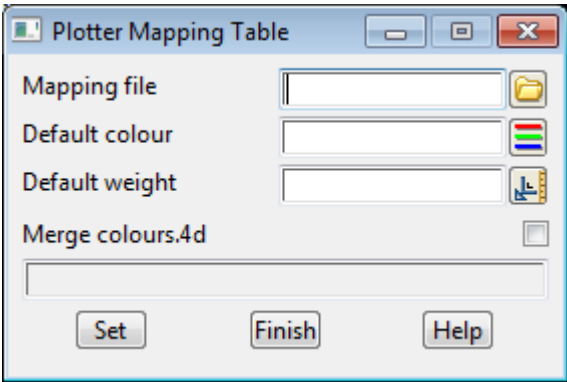 Plotter Mapping Table
Mapping file
Default colour
Default weight
Merge colours.4d
Set Finish Help